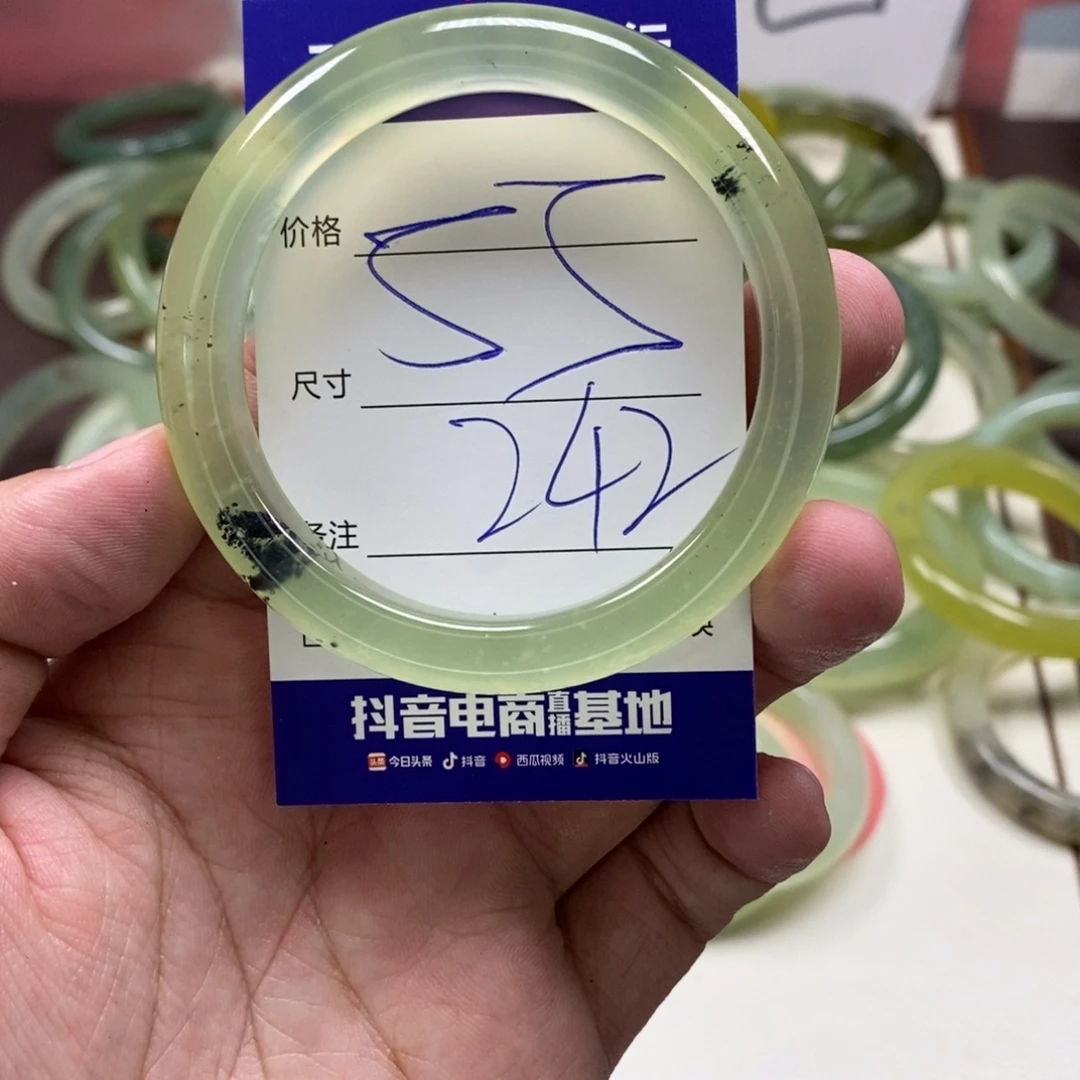 价格
55
尺寸
242
备注
抖音电商直播基地
今日头条 抖音 西瓜视频 抖音火山版